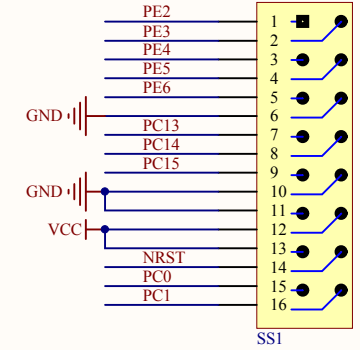 PE2 1
PE3 2
PE4 3
PE5 4
PE6 5
GND 6
PC13 7
PC14 8
PC15 9
GND 10
11
VCC 12
13
NRST 14
PC0 15
PC1 16
SS1